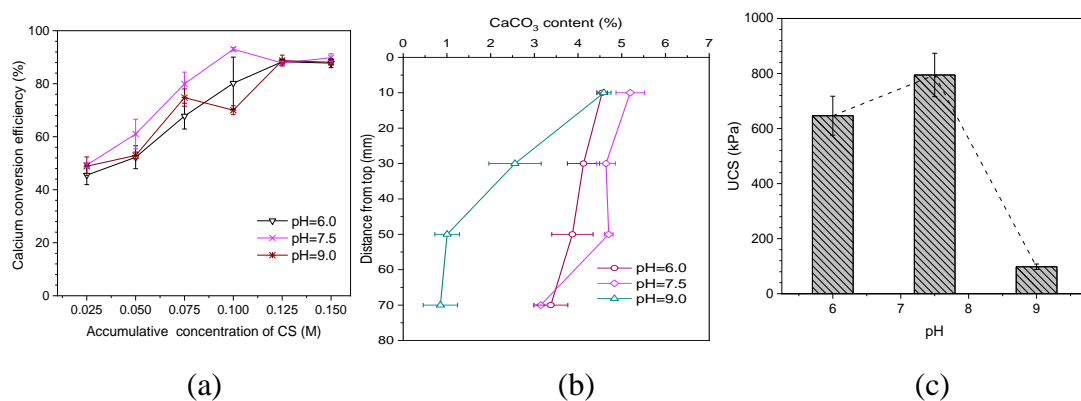 100
80
60
40
20
0
Calcium conversion efficiency (%)
0.025 0.050 0.075 0.100 0.125 0.150
Accumulative concentration of CS (M)
pH=6.0
pH=7.5
pH=9.0
(a)
CaCO3 content (%)
0 1 2 3 4 5 6 7
0
10
20
30
40
50
60
70
80
Distance from top (mm)
pH=6.0
pH=7.5
pH=9.0
(b)
1000
800
600
400
200
0
UCS (kPa)
6 7 8 9
pH
(c)